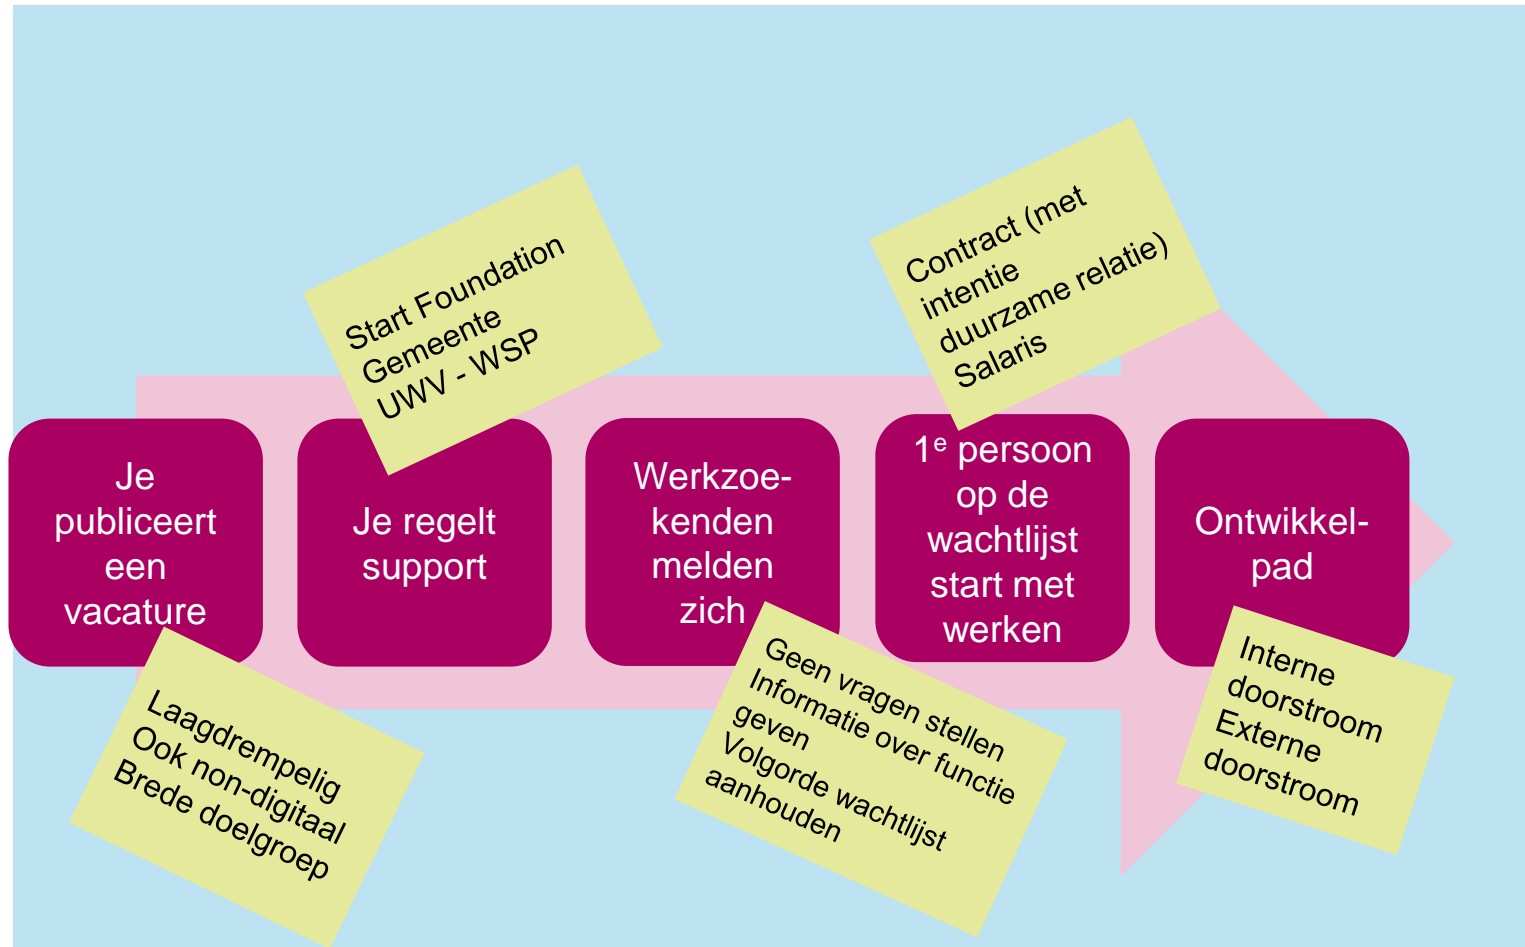 Start Foundation
Gemeente
UWV - WSP
Contract (met
intentie
duurzame relatie)
Salaris
Je
publiceert
een
vacature
Je regelt
support
Werkzoe-
kenden
melden
zich
1e persoon
op de
wachtlijst
start met
werken
Ontwikkel-
pad
Laagdrempelig
Ook non-digitaal
Brede doelgroep
Geen vragen stellen
Informatie over functie
geven
Volgorde wachtlijst
aanhouden
Interne
doorstroom
Externe
doorstroom